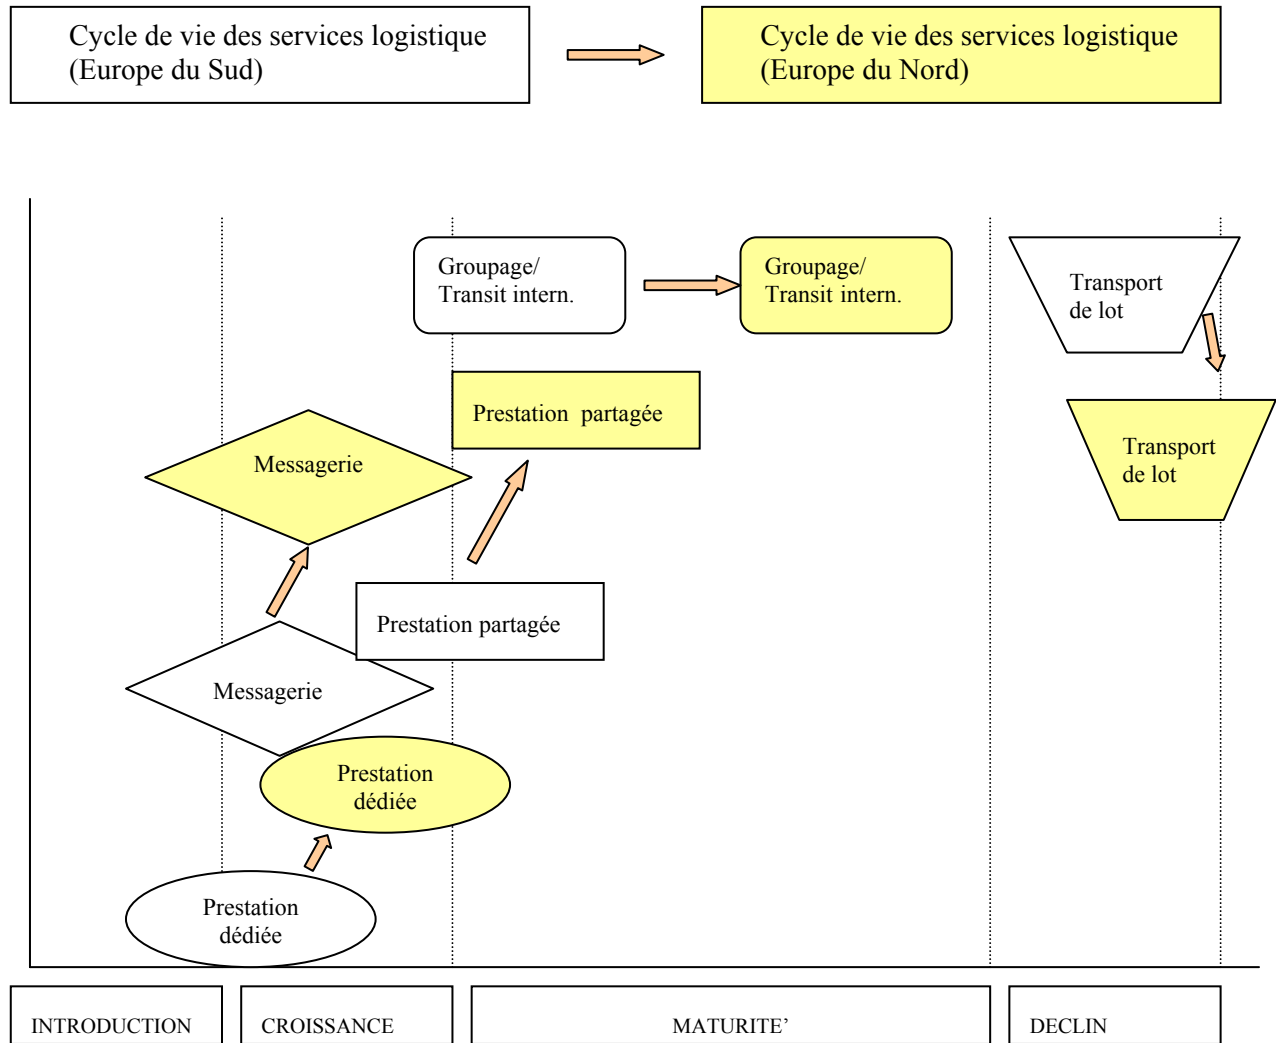 Cycle de vie des services logistique
(Europe du Sud)
Cycle de vie des services logistique
(Europe du Nord)
Groupage/
Transit intern.
Groupage/
Transit intern.
Transport
de lot
Prestation partagée
Transport
de lot
Messagerie
Prestation partagée
Messagerie
Prestation
dédiée
Prestation
dédiée
INTRODUCTION
CROISSANCE
MATURITE’
DECLIN